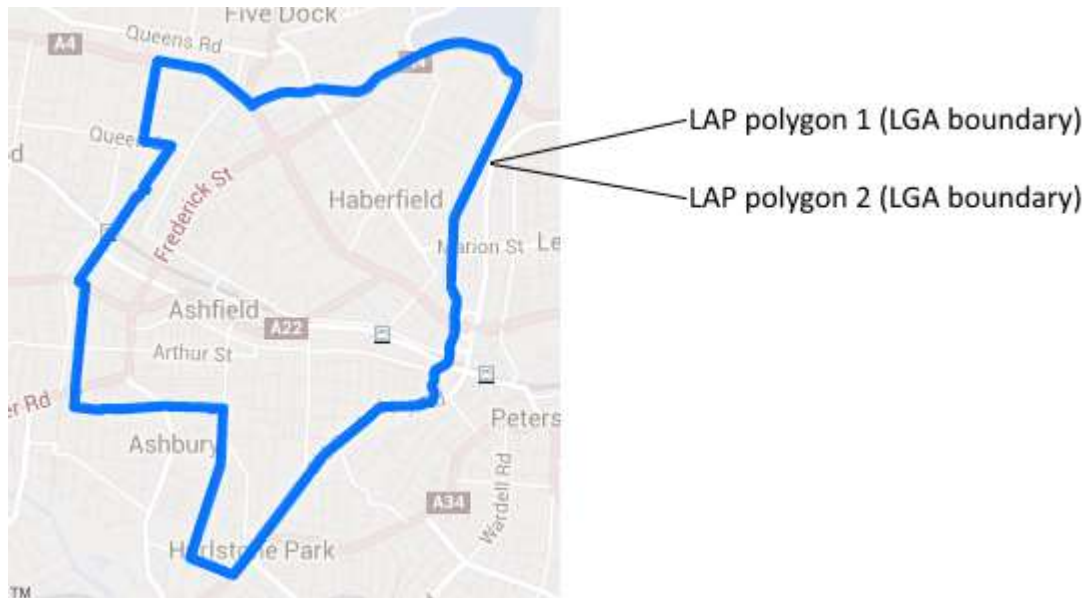 Five Dock
Queens Rd
A4
Haberfield
Frederick St
Marion St
Le
Ashfield
A22
Arthur St
er Rd
Ashbury
Peters
A34
Wardell Rd
Hurlstone Park
TM
LAP polygon 1 (LGA boundary)
LAP polygon 2 (LGA boundary)